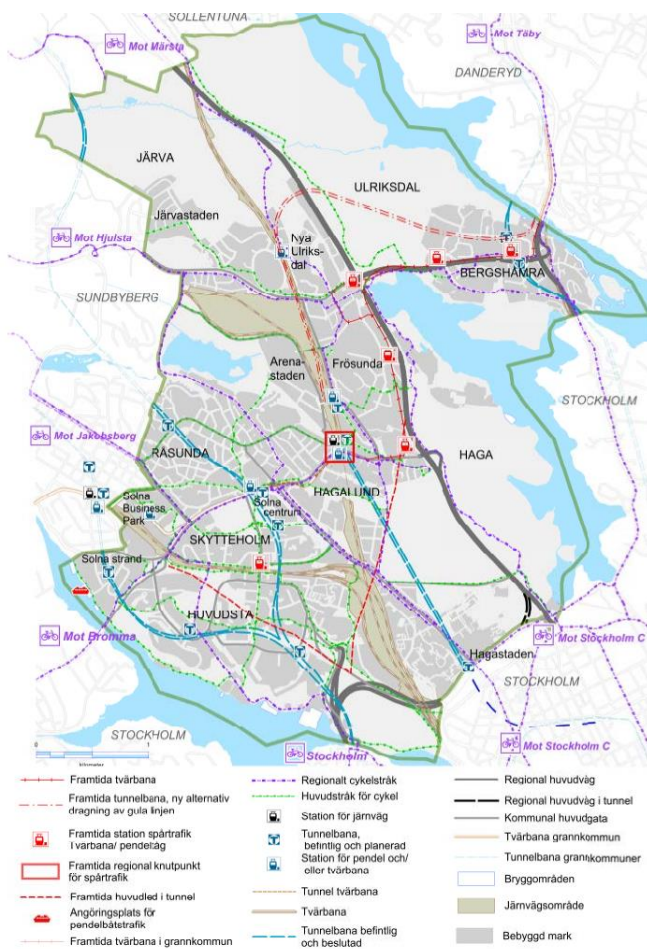 SOLLENTUNA
Mot Märsta
Mot Täby
DANDERYD
JÄRVA
ULRIKSDAL
Järvastaden
Nya
Ulriks-
dal
Mot Hjulsta
BERGSHAMRA
SUNDBYBERG
Arena-
staden
Frösunda
STOCKHOLM
Mot Jakobsberg
RÅSUNDA
HAGA
HAGALUND
Solna
Business
Park
Solna
centrum
SKYTTEHOLM
Solna strand
HUVUDSTA
Mot Bromma
Mot Stockholm C
Hagastaden
STOCKHOLM
STOCKHOLM
Mot Stockholm C
Stockholm
0 1
kilometer
Framtida tvärbana
Framtida tunnelbana, ny alternativ
dragning av gula linjen
Framtida station spårtrafik
Tvarbana/ pendeltåg
Framtida regional knutpunkt
för spårtrafik
Framtida huvudled i tunnel
Angöringsplats för
pendelbåtstrafik
Framtida tvärbana i grannkommun
Regionalt cykelstråk
Huvudstråk för cykel
Station för järnväg
Tunnelbana,
befintlig och planerad
Station för pendel och/
eller tvärbana
Tunnel tvärbana
Tvärbana
Tunnelbana befintlig
och beslutad
Regional huvudväg
Regional huvudväg i tunnel
Kommunal huvudgata
Tvärbana grannkommun
Tunnelbana grannkommuner
Bryggområden
Järnvägsområde
Bebyggd mark